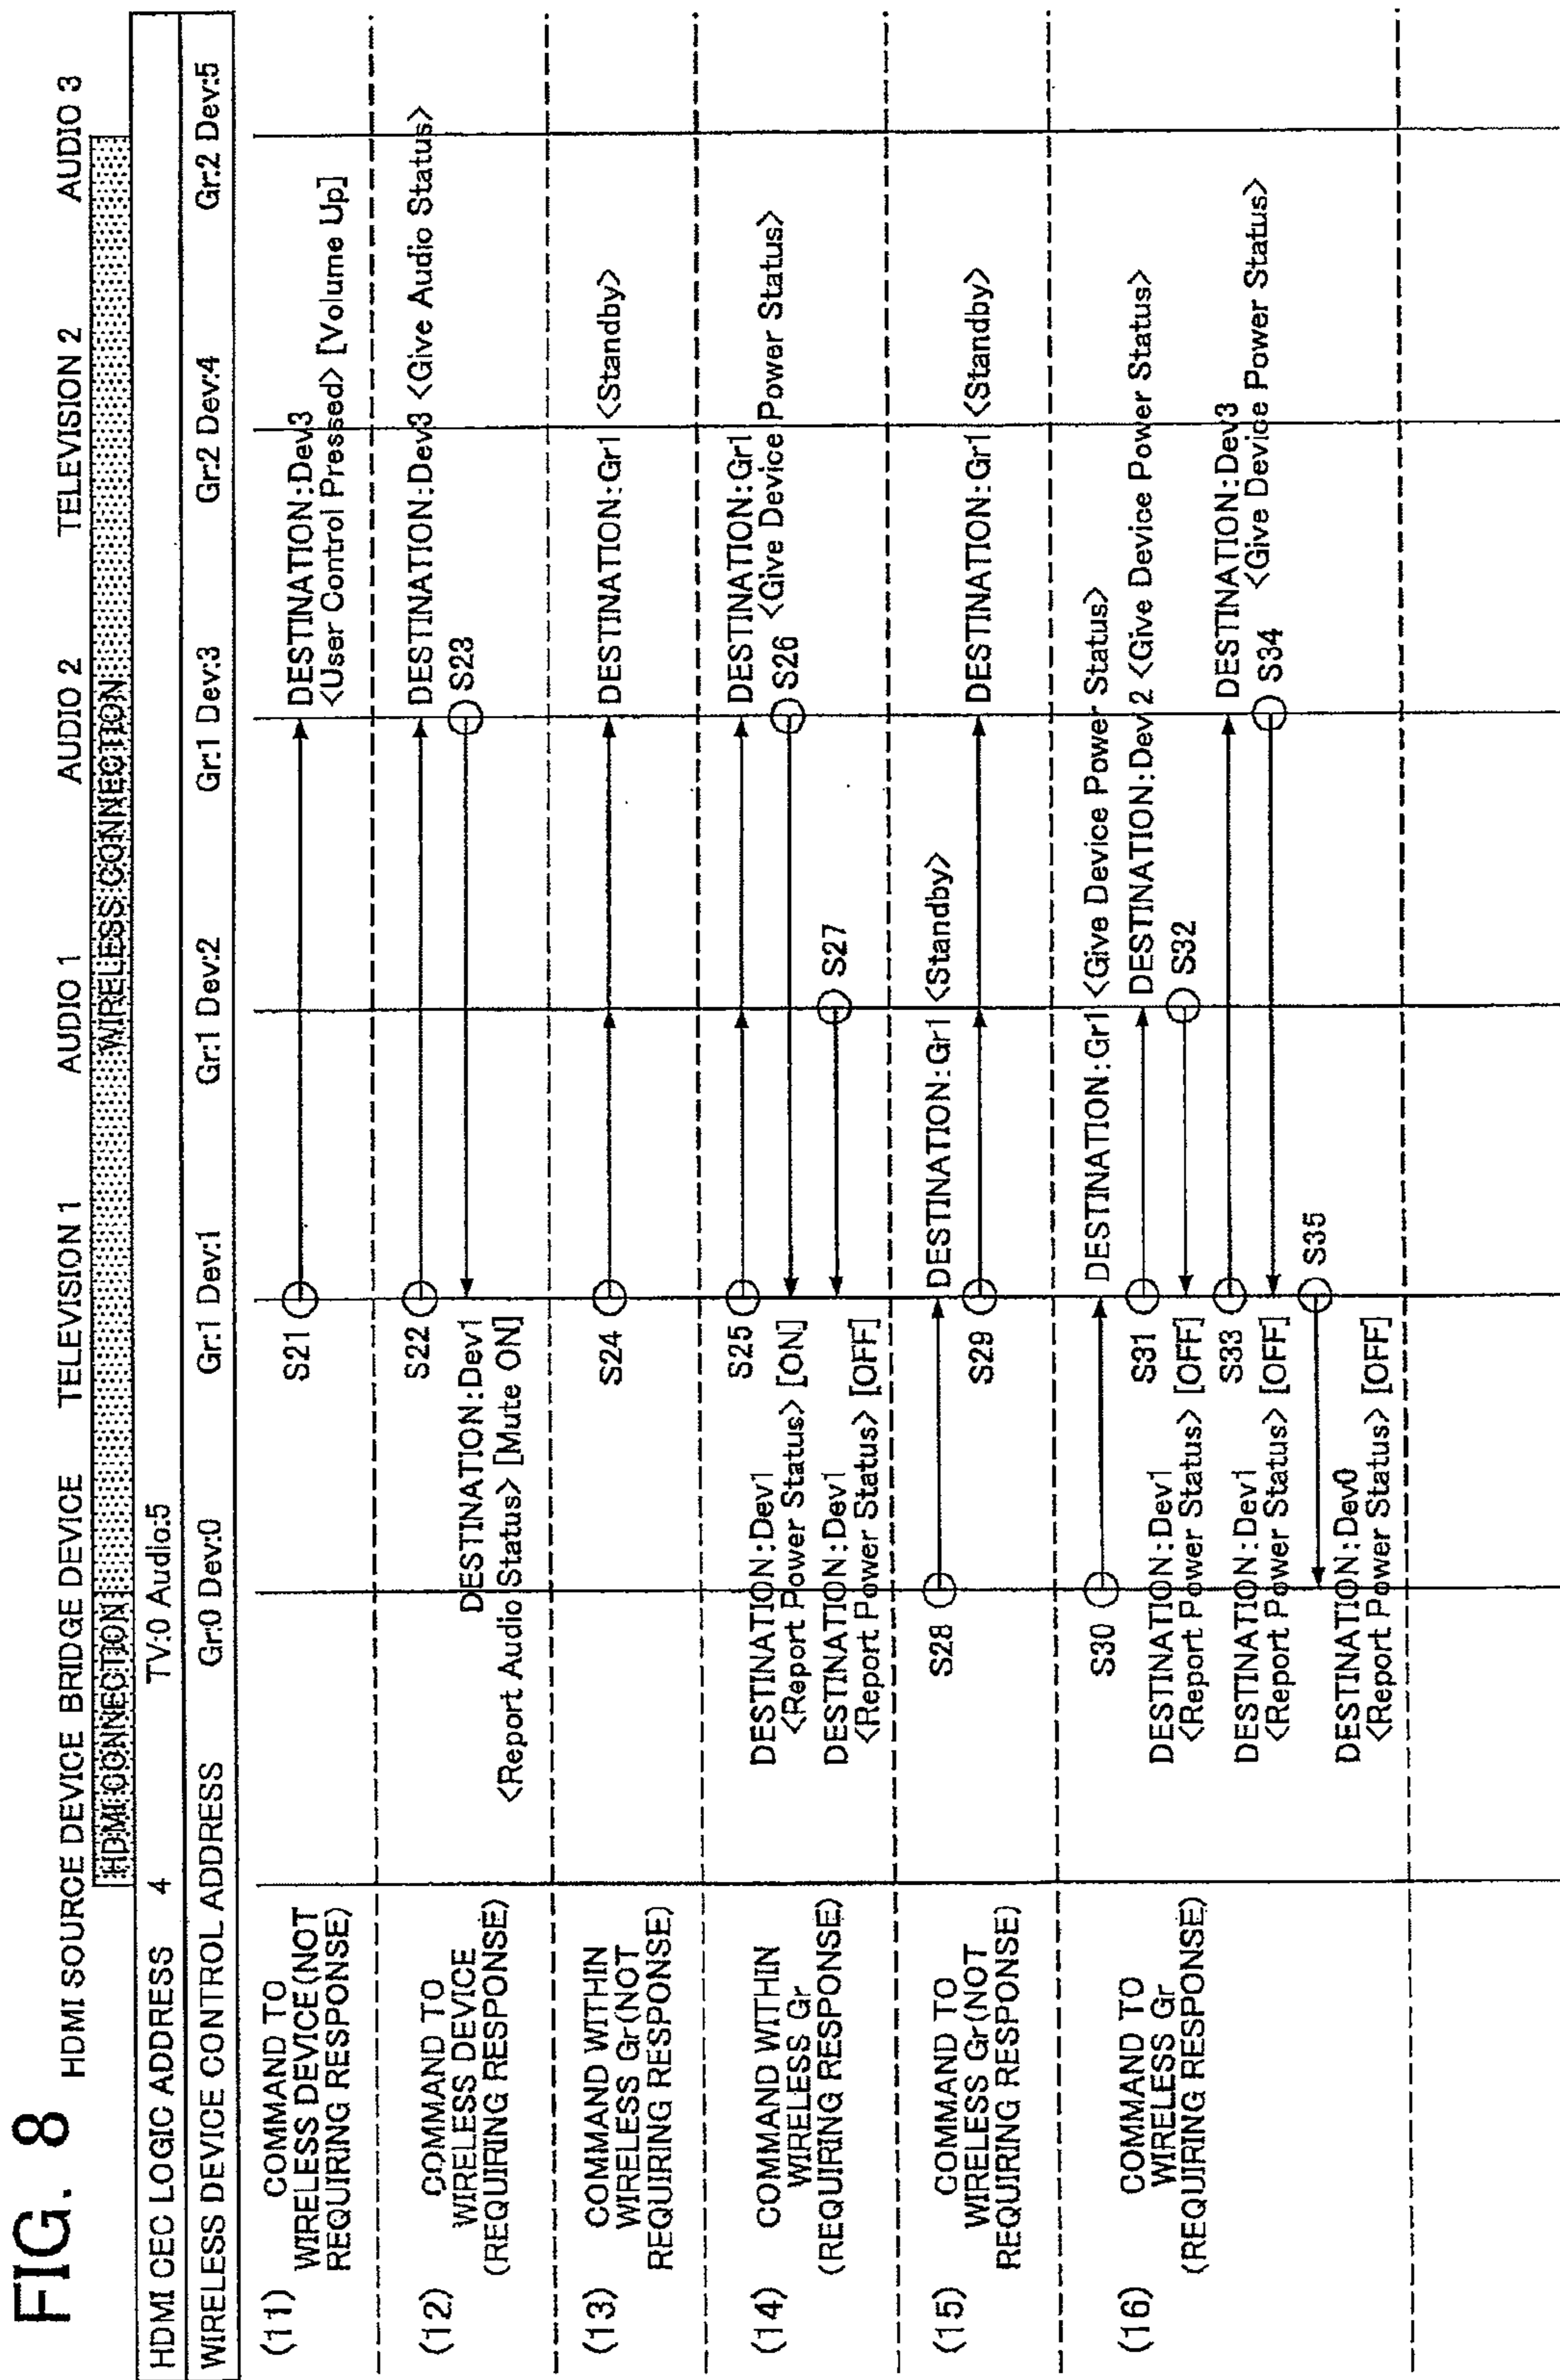 FIG. 8
HDMI SOURCE DEVICE BRIDGE DEVICE TELEVISION 1 AUDIO 1 AUDIO 2 TELEVISION 2 AUDIO 3
HDMI CONNECTION WIRELESS CONNECTION
HDMI CEC LOGIC ADDRESS 4 TV:0 Audio:5
WIRELESS DEVICE CONTROL ADDRESS Gr:0 Dev:0 Gr:1 Dev:1 Gr:1 Dev:2 Gr:1 Dev:3 Gr:2 Dev:4 Gr:2 Dev:5
(11) COMMAND TO
WIRELESS DEVICE(NOT
REQUIRING RESPONSE)
S21
DESTINATION:Dev3
<User Control Pressed> [Volume Up]
(12) COMMAND TO
WIRELESS DEVICE
(REQUIRING RESPONSE)
S22
DESTINATION:Dev3 <Give Audio Status>
S23
DESTINATION:Dev1
<Report Audio Status> [Mute ON]
(13) COMMAND WITHIN
WIRELESS Gr(NOT
REQUIRING RESPONSE)
S24
DESTINATION:Gr1 <Standby>
(14) COMMAND WITHIN
WIRELESS Gr
(REQUIRING RESPONSE)
S25
DESTINATION:Gr1
<Give Device Power Status>
S26
DESTINATION:Dev1
<Report Power Status> [ON]
S27
DESTINATION:Dev1
<Report Power Status> [OFF]
(15) COMMAND TO
WIRELESS Gr(NOT
REQUIRING RESPONSE)
S28
DESTINATION:Gr1 <Standby>
S29
DESTINATION:Gr1 <Standby>
(16) COMMAND TO
WIRELESS Gr
(REQUIRING RESPONSE)
S30
DESTINATION:Gr1 <Give Device Power Status>
S31
DESTINATION:Dev2 <Give Device Power Status>
S32
DESTINATION:Dev1
<Report Power Status> [OFF]
S33
DESTINATION:Dev3
<Give Device Power Status>
S34
DESTINATION:Dev1
<Report Power Status> [OFF]
S35
DESTINATION:Dev0
<Report Power Status> [OFF]